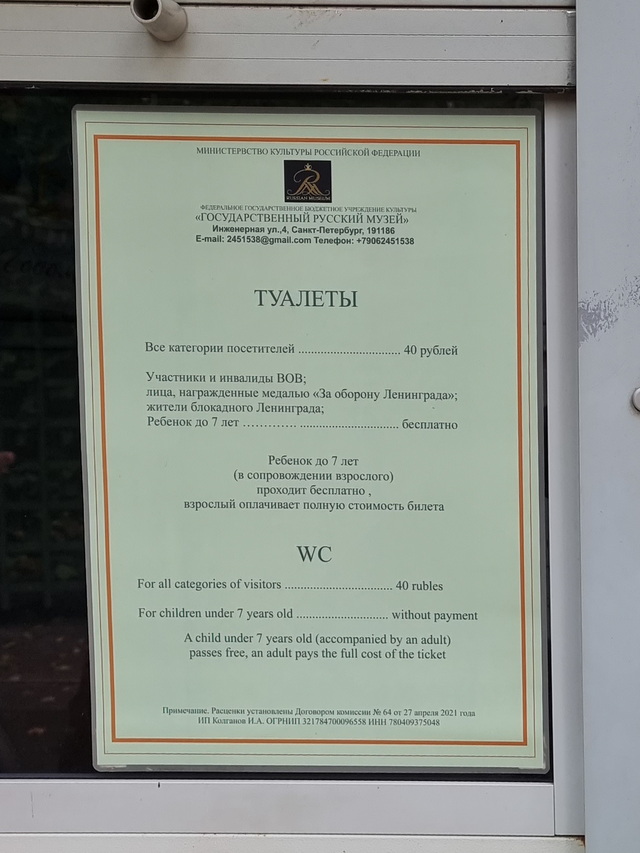 МИНИСТЕРВСТВО КУЛЬТУРЫ РОССИЙСКОЙ ФЕДЕРАЦИИ
RUSSIAN MUSEUM
ФЕДЕРАЛЬНОЕ ГОСУДАРСТВЕННОЕ БЮДЖЕТНОЕ УЧРЕЖДЕНИЕ КУЛЬТУРЫ
«ГОСУДАРСТВЕННЫЙ РУССКИЙ МУЗЕЙ»
Инженерная ул.,4, Санкт-Петербург, 191186
E-mail: 2451538@gmail.com Телефон: +79062451538
ТУАЛЕТЫ
Все категории посетителей ................................ 40 рублей
Участники и инвалиды ВОВ;
лица, награжденные медалью «За оборону Ленинграда»;
жители блокадного Ленинграда;
Ребенок до 7 лет ............. ............................... бесплатно
Ребенок до 7 лет
(в сопровождении взрослого)
проходит бесплатно ,
взрослый оплачивает полную стоимость билета
WC
For all categories of visitors .................................. 40 rubles
For children under 7 years old ............................. without payment
A child under 7 years old (accompanied by an adult)
passes free, an adult pays the full cost of the ticket
Примечание. Расценки установлены Договором комиссии № 64 от 27 апреля 2021 года
ИП Колганов И.А. ОГРНИП 321784700096558 ИНН 780409375048